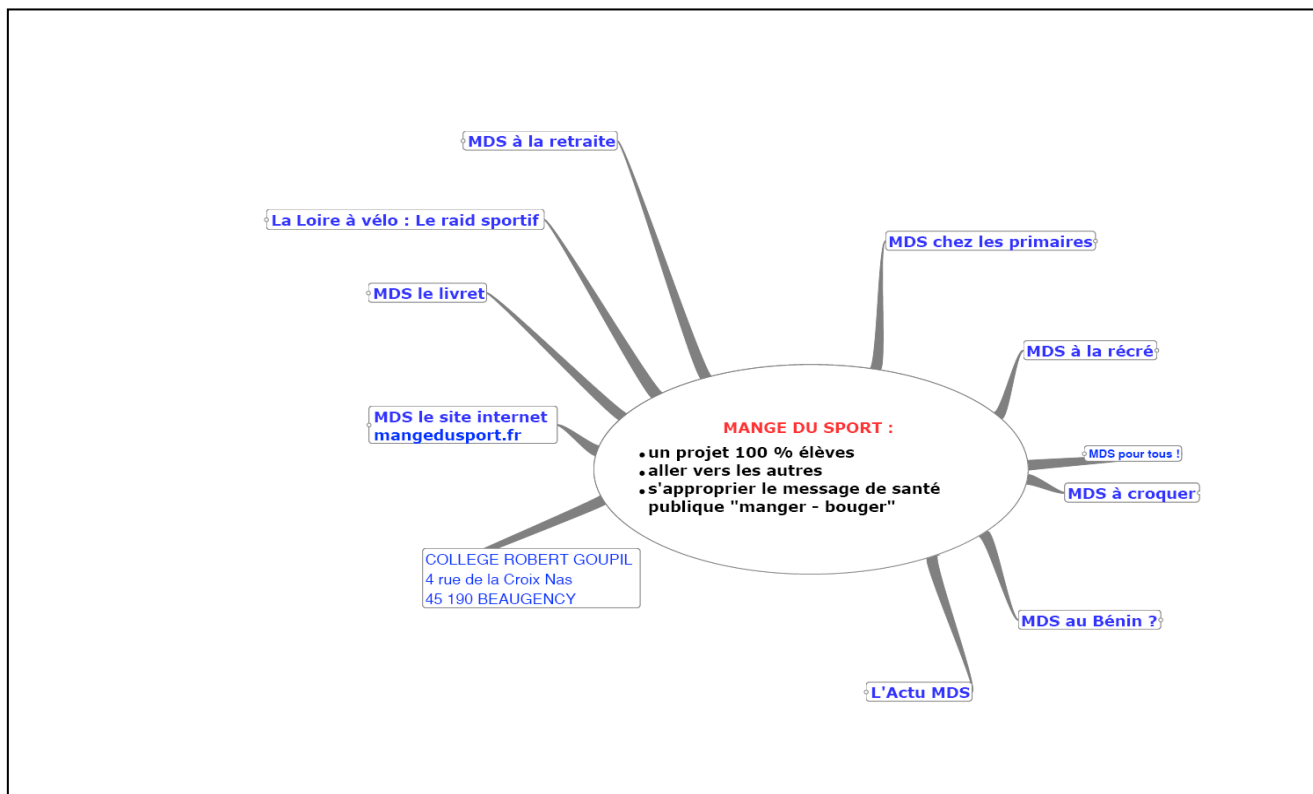 MDS à la retraite
La Loire à vélo : Le raid sportif
MDS chez les primaires
MDS le livret
MDS à la récré
MDS le site internet
mangedusport.fr
MANGE DU SPORT :
• un projet 100 % élèves
• aller vers les autres
• s'approprier le message de santé
publique "manger - bouger"
MDS pour tous !
MDS à croquer
COLLEGE ROBERT GOUPIL
4 rue de la Croix Nas
45 190 BEAUGENCY
MDS au Bénin ?
L'Actu MDS